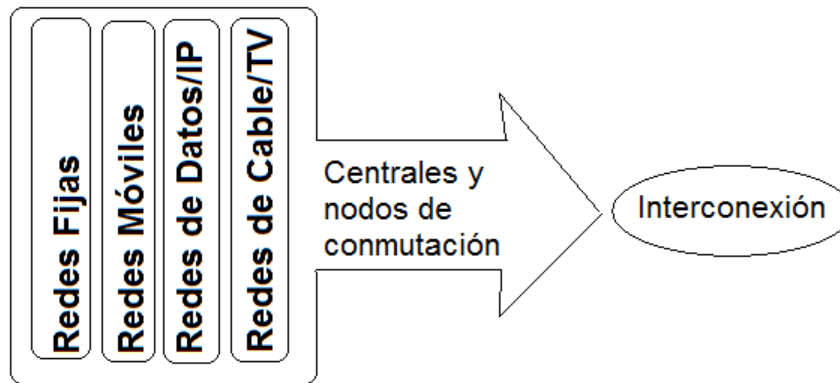 Redes Fijas
Redes Móviles
Redes de Datos/IP
Redes de Cable/TV
Centrales y
nodos de
conmutación
Interconexión